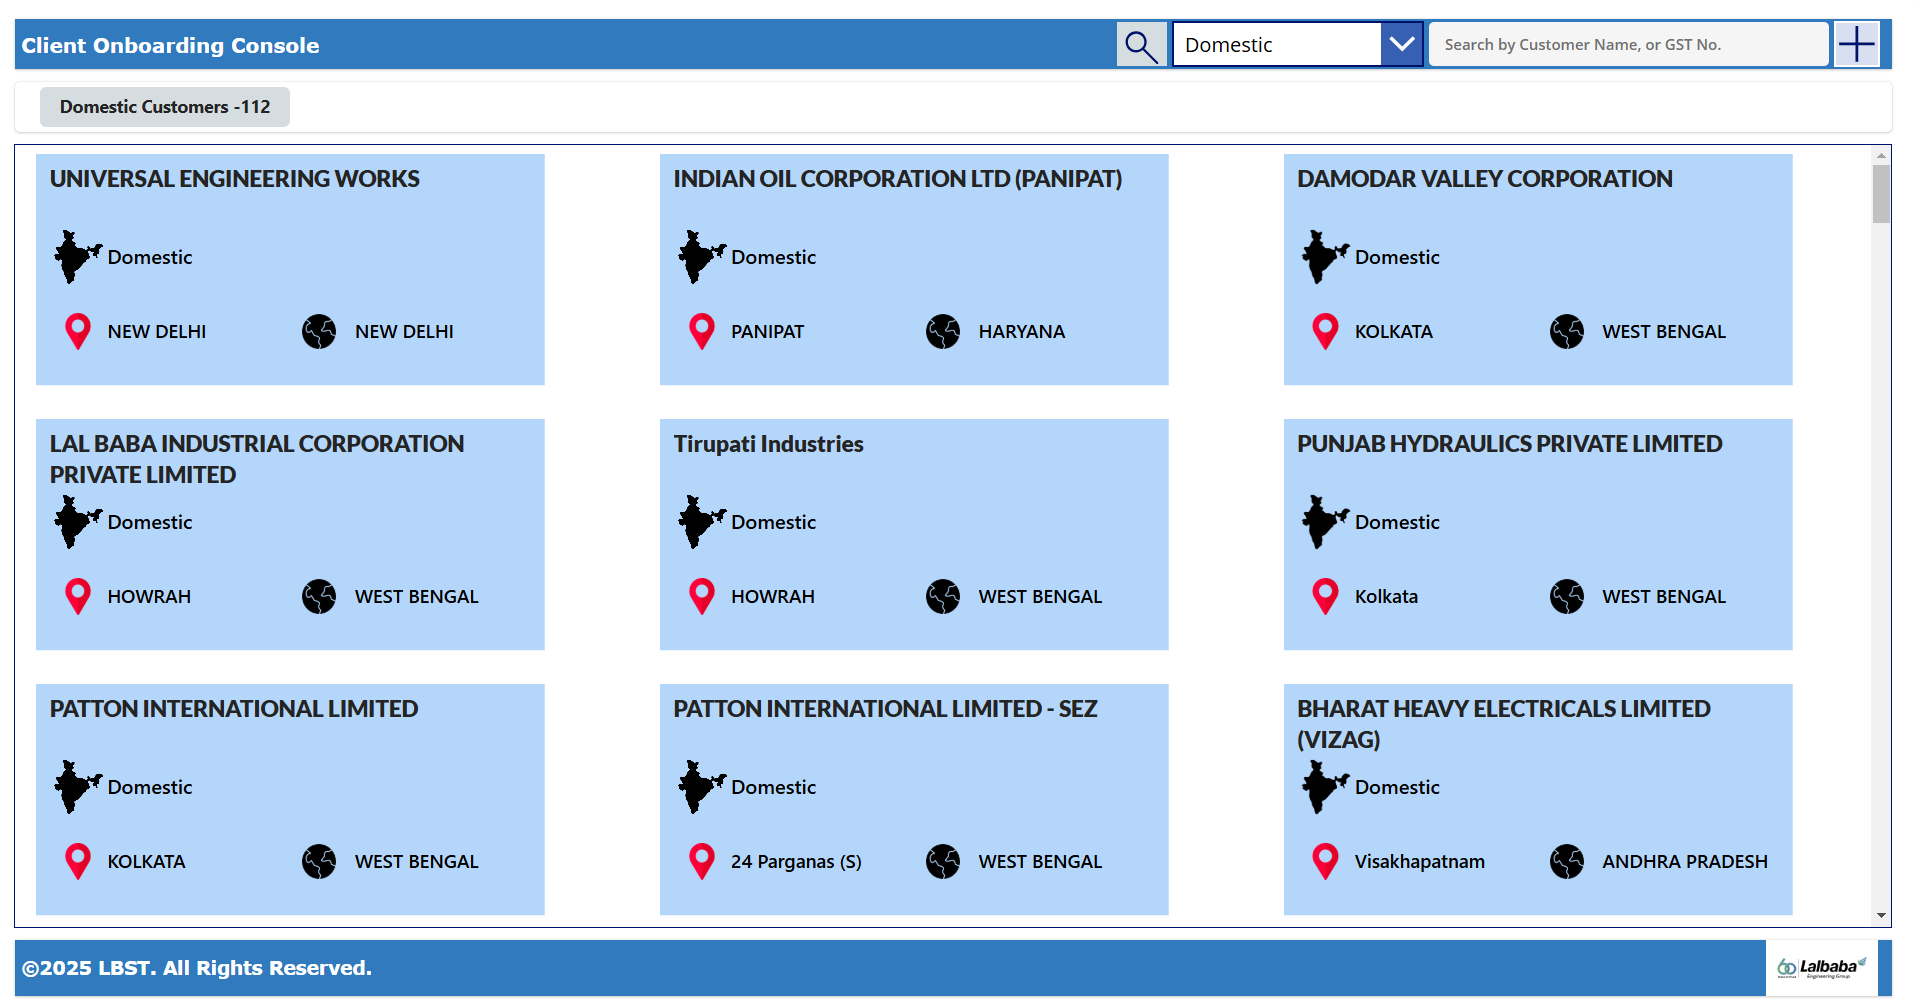 Client Onboarding Console
Domestic
Search by Customer Name, or GST No.
Domestic Customers -112
UNIVERSAL ENGINEERING WORKS
Domestic
NEW DELHI
NEW DELHI
INDIAN OIL CORPORATION LTD (PANIPAT)
Domestic
PANIPAT
HARYANA
DAMODAR VALLEY CORPORATION
Domestic
KOLKATA
WEST BENGAL
LAL BABA INDUSTRIAL CORPORATION
PRIVATE LIMITED
Domestic
HOWRAH
WEST BENGAL
Tirupati Industries
Domestic
HOWRAH
WEST BENGAL
PUNJAB HYDRAULICS PRIVATE LIMITED
Domestic
Kolkata
WEST BENGAL
PATTON INTERNATIONAL LIMITED
Domestic
KOLKATA
WEST BENGAL
PATTON INTERNATIONAL LIMITED - SEZ
Domestic
24 Parganas (S)
WEST BENGAL
BHARAT HEAVY ELECTRICALS LIMITED
(VIZAG)
Domestic
Visakhapatnam
ANDHRA PRADESH
©2025 LBST. All Rights Reserved.
60 Lalbaba
Engineering Group